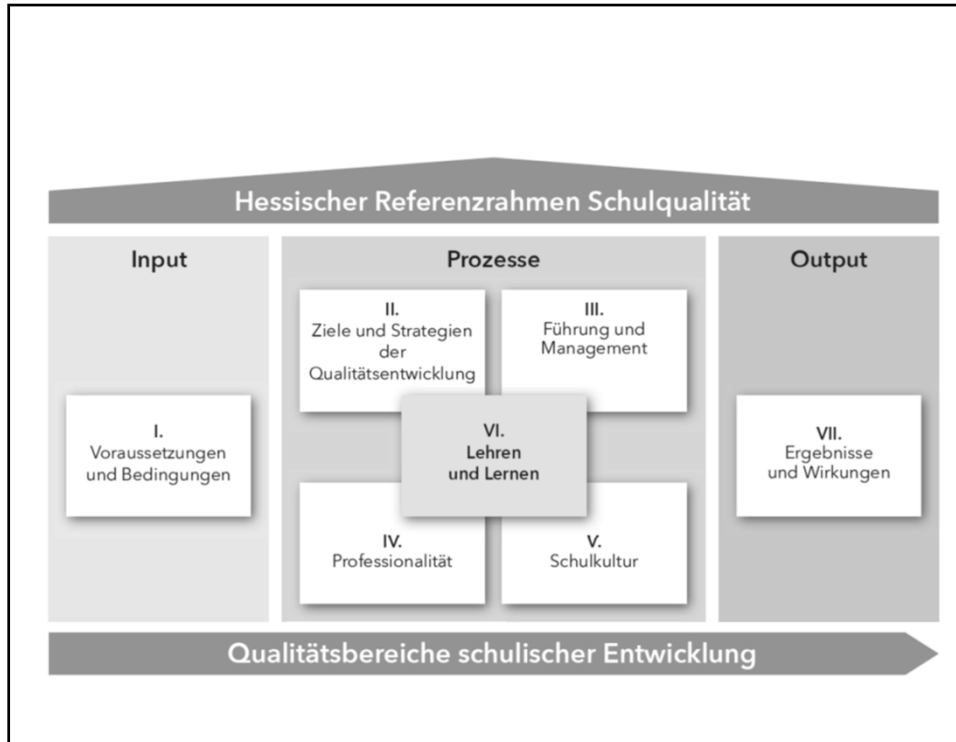 Hessischer Referenzrahmen Schulqualität
Input
I.
Voraussetzungen
und Bedingungen
Prozesse
II.
Ziele und Strategien
der
Qualitätsentwicklung
III.
Führung und
Management
VI.
Lehren
und Lernen
IV.
Professionalität
V.
Schulkultur
Output
VII.
Ergebnisse
und Wirkungen
Qualitätsbereiche schulischer Entwicklung